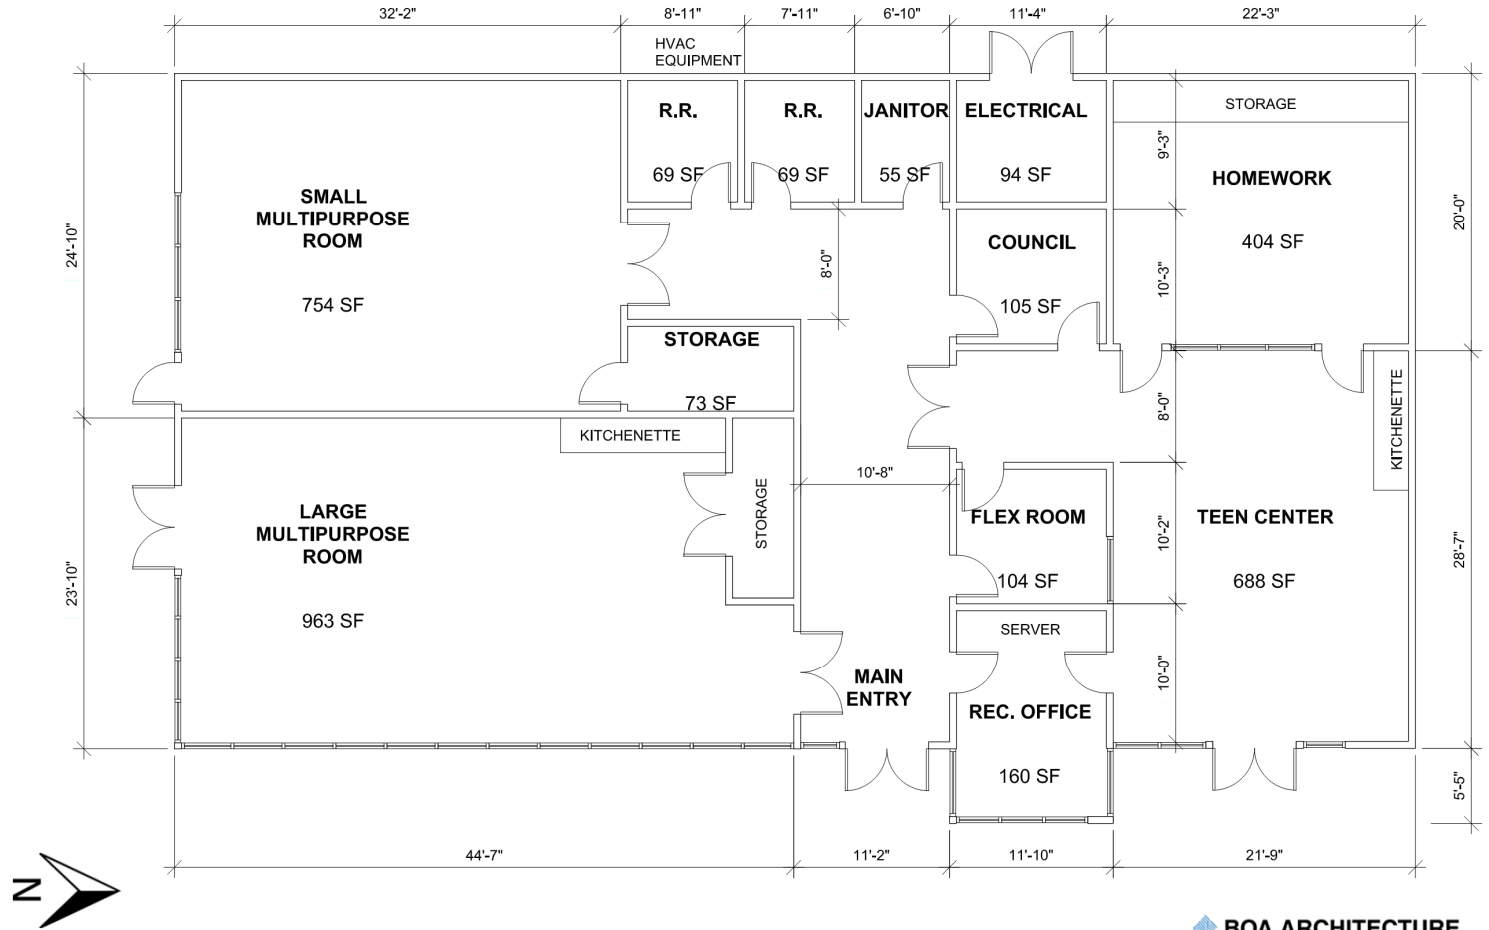 32'-2"
8'-11"
7'-11"
6'-10"
11'-4"
22'-3"
HVAC
EQUIPMENT
STORAGE
R.R.
R.R.
JANITOR
ELECTRICAL
9'-3"
69 SF
69 SF
55 SF
94 SF
HOMEWORK
SMALL
MULTIPURPOSE
ROOM
20'-0"
24'-10"
COUNCIL
404 SF
8'-0"
10'-3"
754 SF
105 SF
STORAGE
73 SF
8'-0"
KITCHENETTE
KITCHENETTE
10'-8"
LARGE
MULTIPURPOSE
ROOM
STORAGE
FLEX ROOM
10'-2"
TEEN CENTER
28'-7"
23'-10"
104 SF
688 SF
963 SF
SERVER
MAIN
ENTRY
10'-0"
REC. OFFICE
160 SF
5'-5"
44'-7"
11'-2"
11'-10"
21'-9"
N
BOA ARCHITECTURE